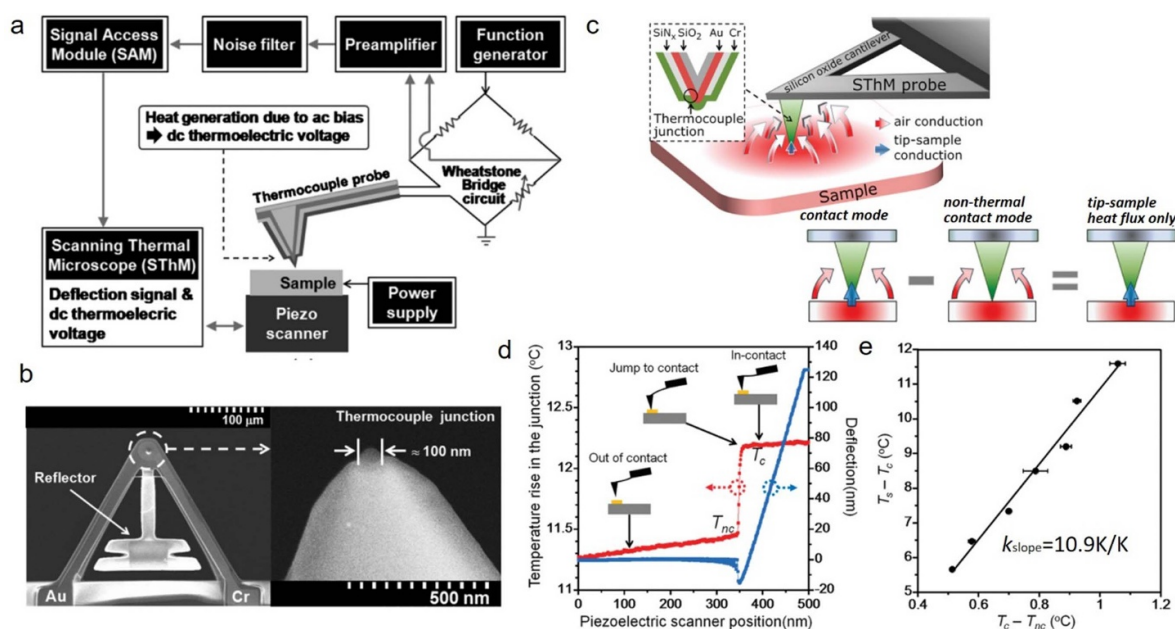 a
Signal Access
Module (SAM)
Noise filter
Preamplifier
Function
generator
Heat generation due to ac bias
➡ dc thermoelectric voltage
Thermocouple probe
Wheatstone
Bridge
circuit
Scanning Thermal
Microscope (SThM)
Deflection signal &
dc thermoelecric
voltage
Sample
Piezo
scanner
Power
supply
b
100 µm
Reflector
Au
Cr
Thermocouple junction
≈ 100 nm
500 nm
c
SiNx SiO2 Au Cr
Thermocouple
junction
silicon oxide cantilever
SThM probe
air conduction
tip-sample
conduction
Sample
contact mode
non-thermal
contact mode
tip-sample
heat flux only
d
Temperature rise in the junction (°C)
13
12.5
12
11.5
11
Jump to contact
In-contact
Out of contact
Tc
Tnc
140
120
100
80
60
40
20
0
-20
Deflection(nm)
0 100 200 300 400 500
Piezoelectric scanner position(nm)
e
Ts – Tc (°C)
12
11
10
9
8
7
6
5
kslope=10.9K/K
0.6 0.8 1
Tc – Tnc (°C)